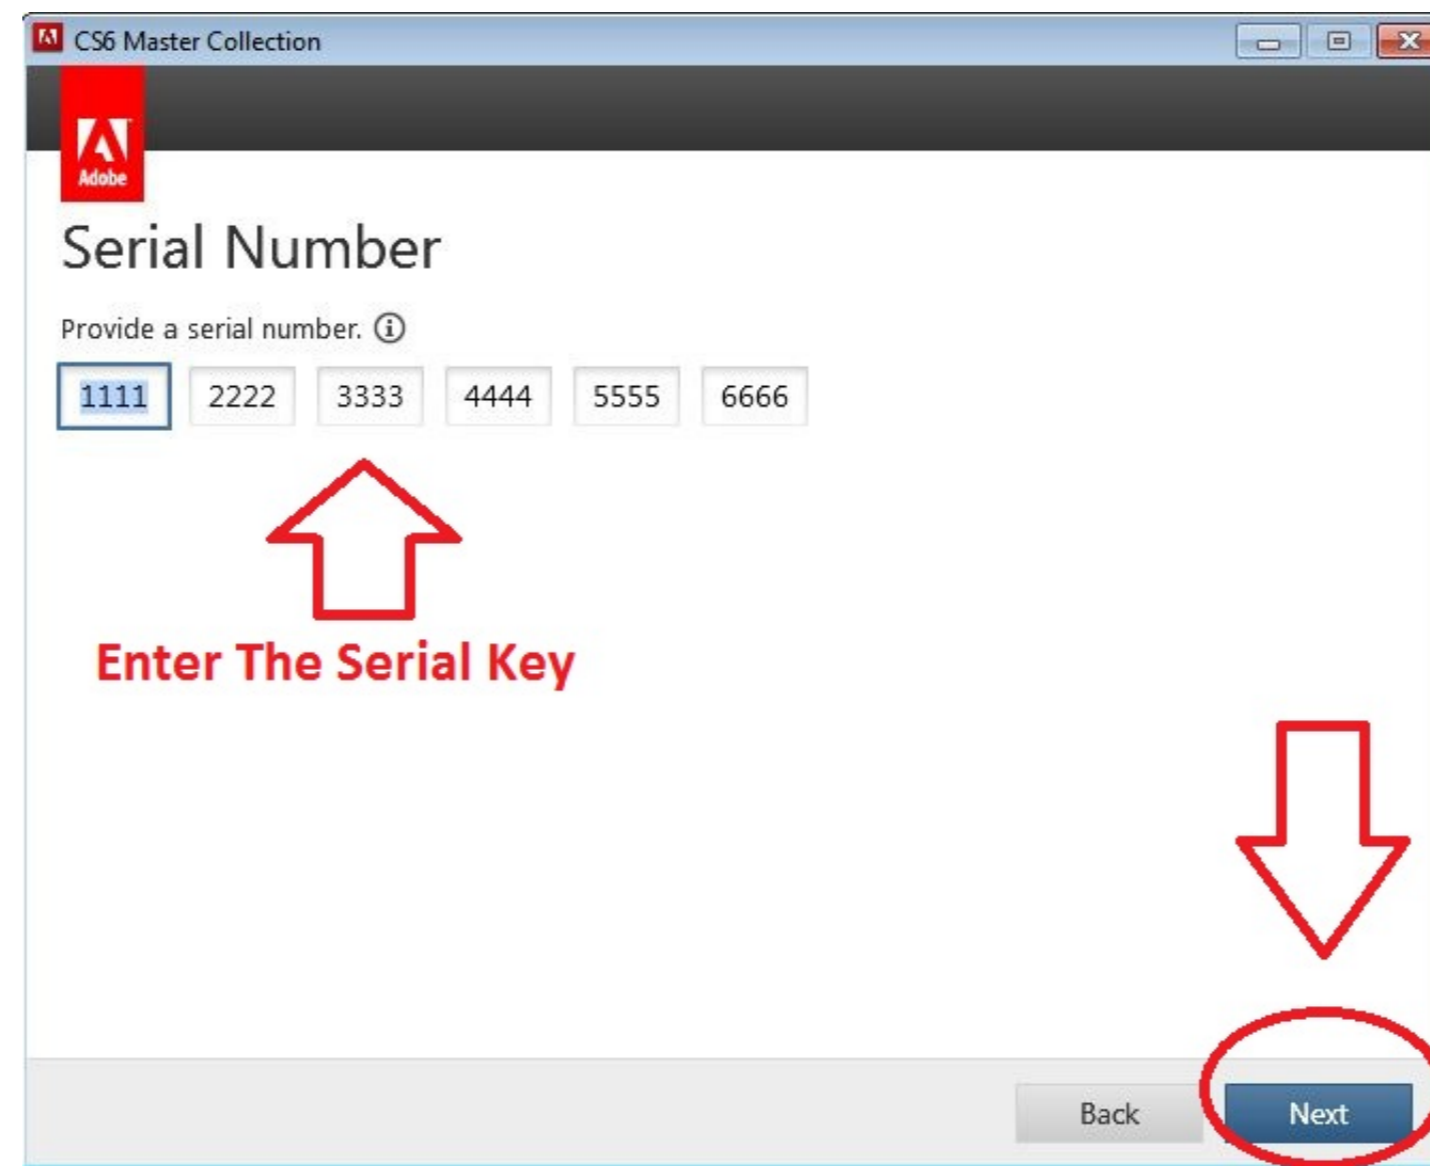 CS6 Master Collection
Adobe
Serial Number
Provide a serial number.
1111 2222 3333 4444 5555 6666
Enter The Serial Key
Back Next